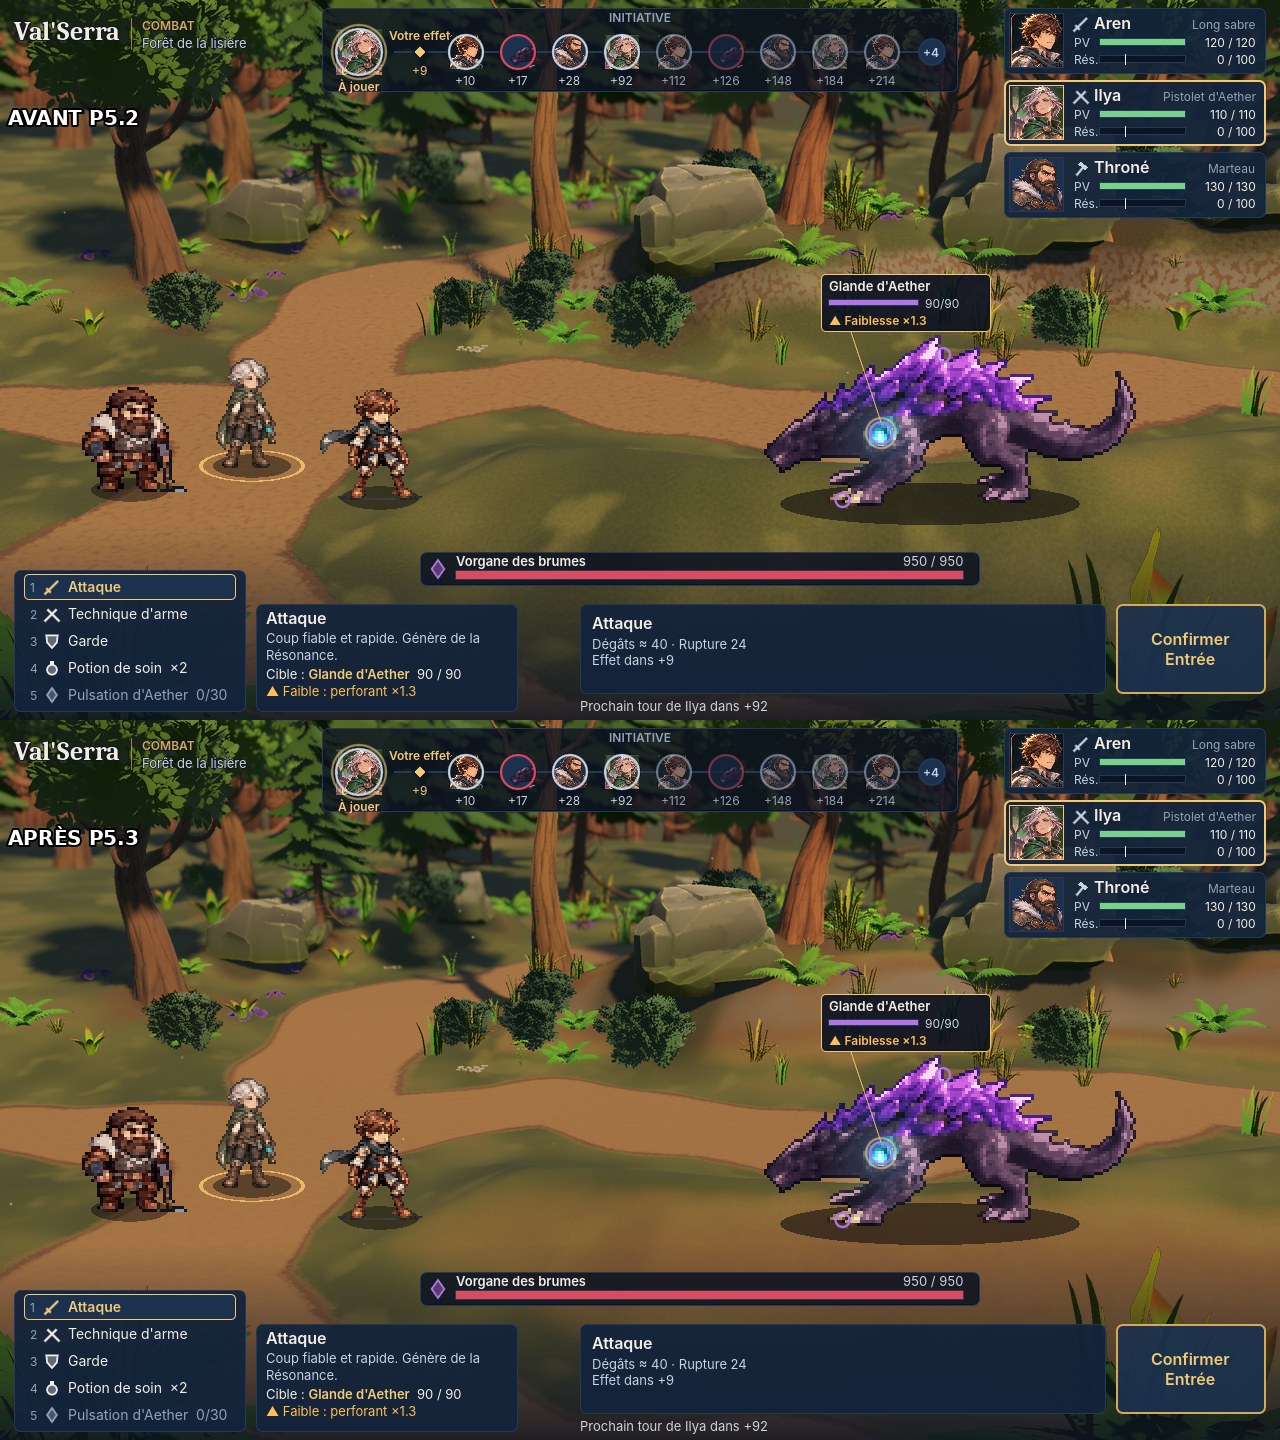 Val'Serra
COMBAT
Forêt de la lisière
INITIATIVE
Votre effet
+9
+10
+17
+28
+92
+112
+126
+148
+184
+214
+4
À jouer
Aren
Long sabre
PV
120 / 120
Rés.
0 / 100
Ilya
Pistolet d'Aether
PV
110 / 110
Rés.
0 / 100
Throné
Marteau
PV
130 / 130
Rés.
0 / 100
AVANT P5.2
Glande d'Aether
90/90
▲ Faiblesse ×1.3
Vorgane des brumes
950 / 950
1 Attaque
2 Technique d'arme
3 Garde
4 Potion de soin ×2
5 Pulsation d'Aether 0/30
Attaque
Coup fiable et rapide. Génère de la
Résonance.
Cible : Glande d'Aether 90 / 90
▲ Faible : perforant ×1.3
Attaque
Dégâts ≈ 40 · Rupture 24
Effet dans +9
Prochain tour de Ilya dans +92
Confirmer
Entrée
Val'Serra
COMBAT
Forêt de la lisière
INITIATIVE
Votre effet
+9
+10
+17
+28
+92
+112
+126
+148
+184
+214
+4
À jouer
Aren
Long sabre
PV
120 / 120
Rés.
0 / 100
Ilya
Pistolet d'Aether
PV
110 / 110
Rés.
0 / 100
Throné
Marteau
PV
130 / 130
Rés.
0 / 100
APRÈS P5.3
Glande d'Aether
90/90
▲ Faiblesse ×1.3
Vorgane des brumes
950 / 950
1 Attaque
2 Technique d'arme
3 Garde
4 Potion de soin ×2
5 Pulsation d'Aether 0/30
Attaque
Coup fiable et rapide. Génère de la
Résonance.
Cible : Glande d'Aether 90 / 90
▲ Faible : perforant ×1.3
Attaque
Dégâts ≈ 40 · Rupture 24
Effet dans +9
Prochain tour de Ilya dans +92
Confirmer
Entrée